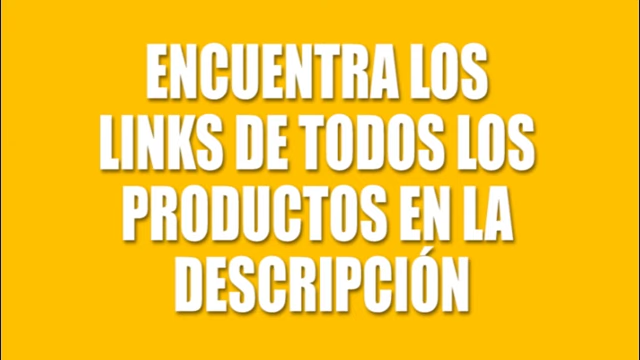 ENCUENTRA LOS
LINKS DE TODOS LOS
PRODUCTOS EN LA
DESCRIPCIÓN